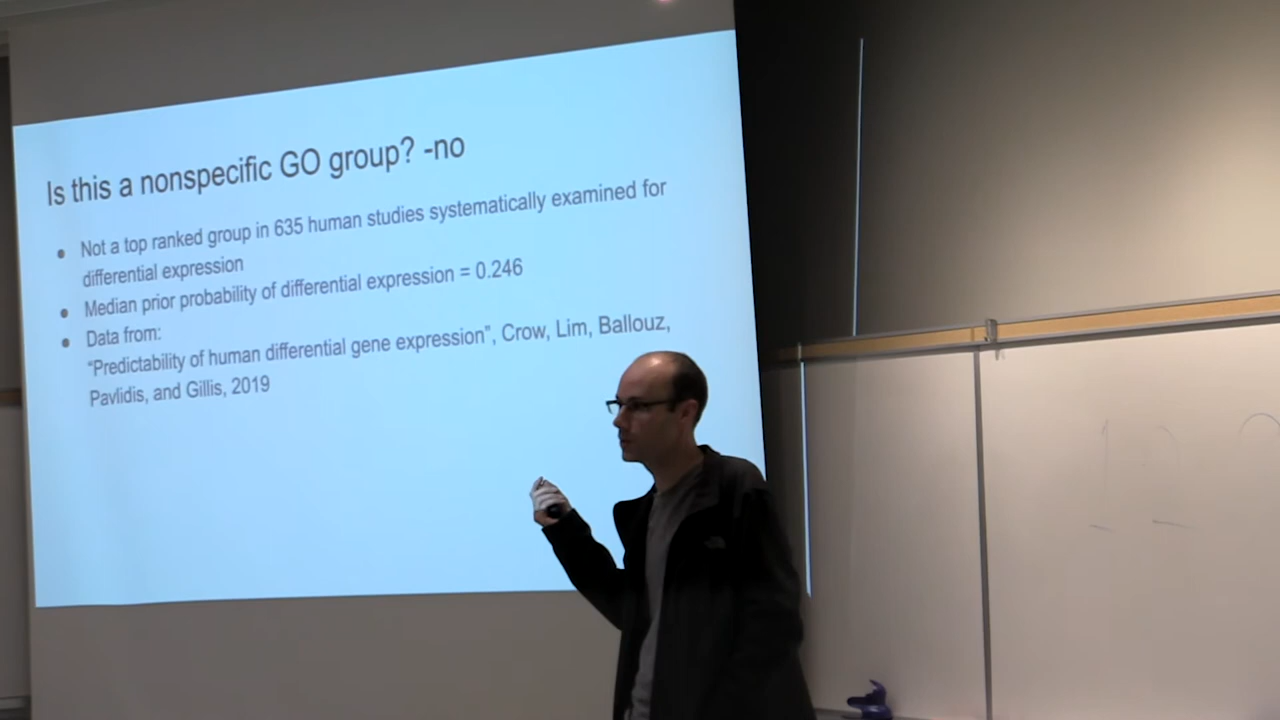 Is this a nonspecific GO group? -no
● Not a top ranked group in 635 human studies systematically examined for
differential expression
● Median prior probability of differential expression = 0.246
● Data from:
“Predictability of human differential gene expression”, Crow, Lim, Ballouz,
Pavlidis, and Gillis, 2019